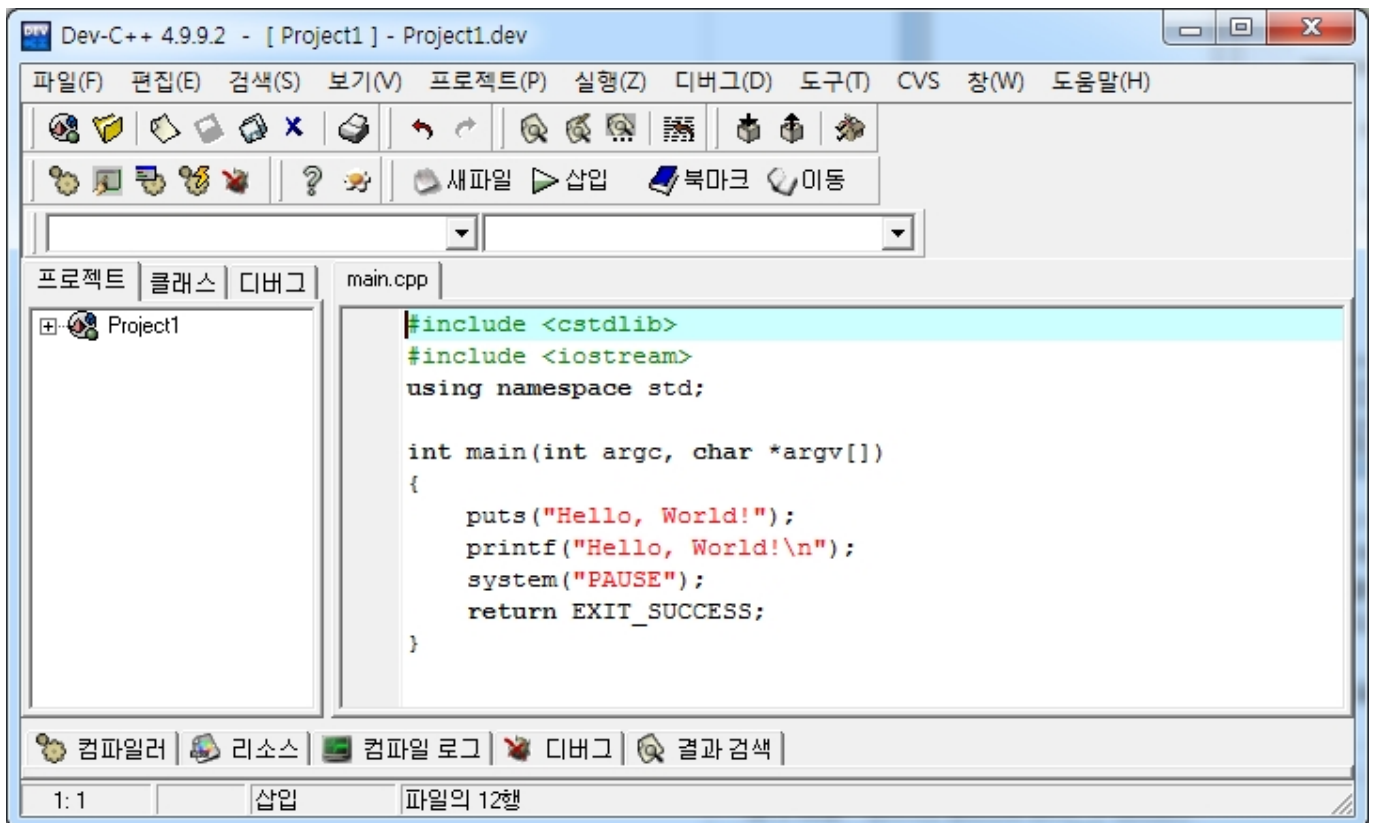 Dev-C++ 4.9.9.2 - [ Project1 ] - Project1.dev
파일(F) 편집(E) 검색(S) 보기(V) 프로젝트(P) 실행(Z) 디버그(D) 도구(T) CVS 창(W) 도움말(H)
새파일 삽입 북마크 이동
프로젝트 클래스 디버그 main.cpp
Project1
#include <cstdlib>
#include <iostream>
using namespace std;
int main(int argc, char *argv[])
{
puts("Hello, World!");
printf("Hello, World!\n");
system("PAUSE");
return EXIT_SUCCESS;
}
컴파일러 리소스 컴파일 로그 디버그 결과 검색
1: 1 삽입 파일의 12행